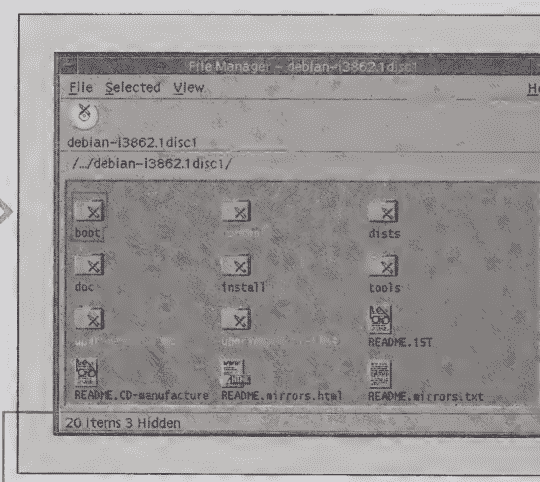 File Manager - debian-i3862.1disc1
File Selected View
debian-i3862.1disc1
/../debian-i3862.1disc1/
boot
dists
doc
install
tools
README.1ST
README.CD-manufacture README.mirrors.html README.mirrors.txt
20 Items 3 Hidden